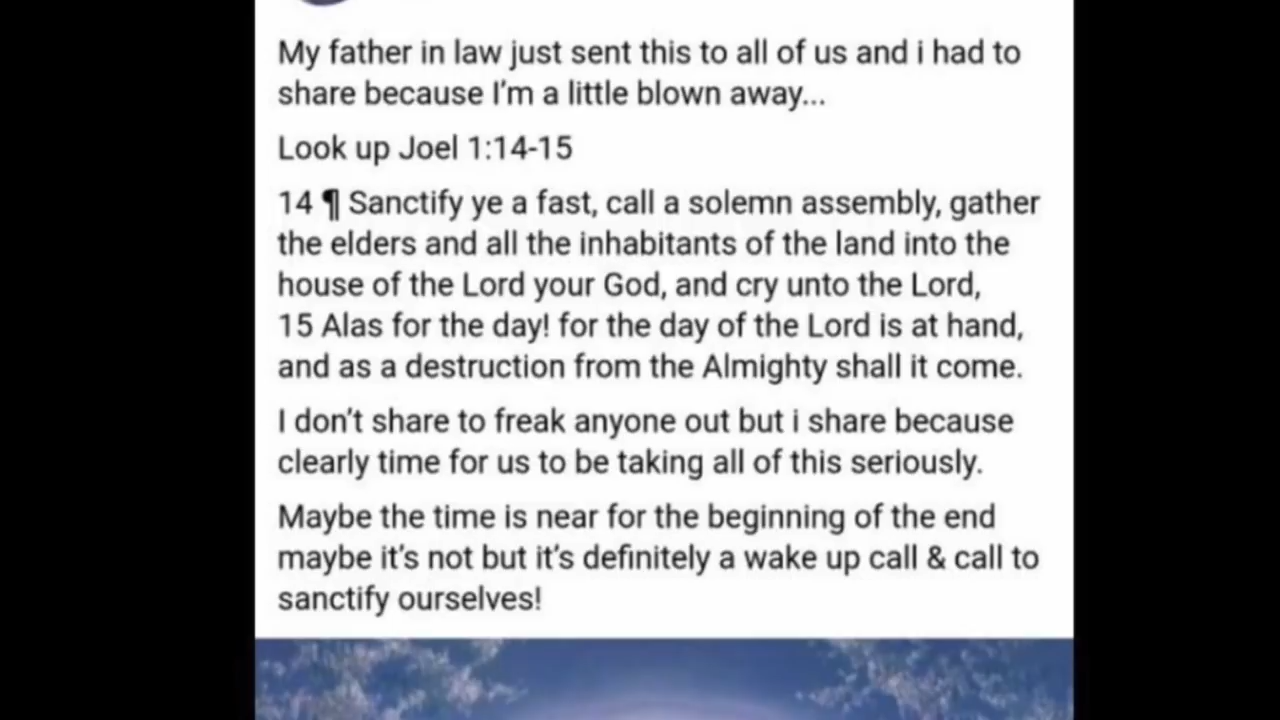 My father in law just sent this to all of us and i had to
share because I'm a little blown away...
Look up Joel 1:14-15
14 ¶ Sanctify ye a fast, call a solemn assembly, gather
the elders and all the inhabitants of the land into the
house of the Lord your God, and cry unto the Lord,
15 Alas for the day! for the day of the Lord is at hand,
and as a destruction from the Almighty shall it come.
I don't share to freak anyone out but i share because
clearly time for us to be taking all of this seriously.
Maybe the time is near for the beginning of the end
maybe it's not but it's definitely a wake up call & call to
sanctify ourselves!